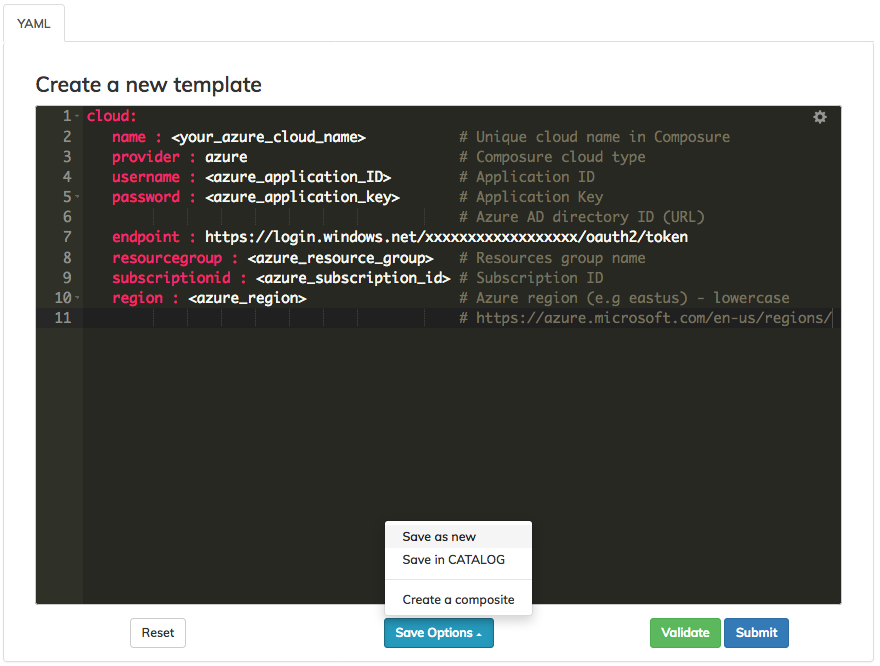 YAML
Create a new template
1 cloud:
2 name : <your_azure_cloud_name> # Unique cloud name in Composure
3 provider : azure # Composure cloud type
4 username : <azure_application_ID> # Application ID
5 password : <azure_application_key> # Application Key
6 # Azure AD directory ID (URL)
7 endpoint : https://login.windows.net/xxxxxxxxxxxxxxxxxx/oauth2/token
8 resourcegroup : <azure_resource_group> # Resources group name
9 subscriptionid : <azure_subscription_id> # Subscription ID
10 region : <azure_region> # Azure region (e.g eastus) - lowercase
11 # https://azure.microsoft.com/en-us/regions/
Save as new
Save in CATALOG
Create a composite
Reset Save Options Validate Submit